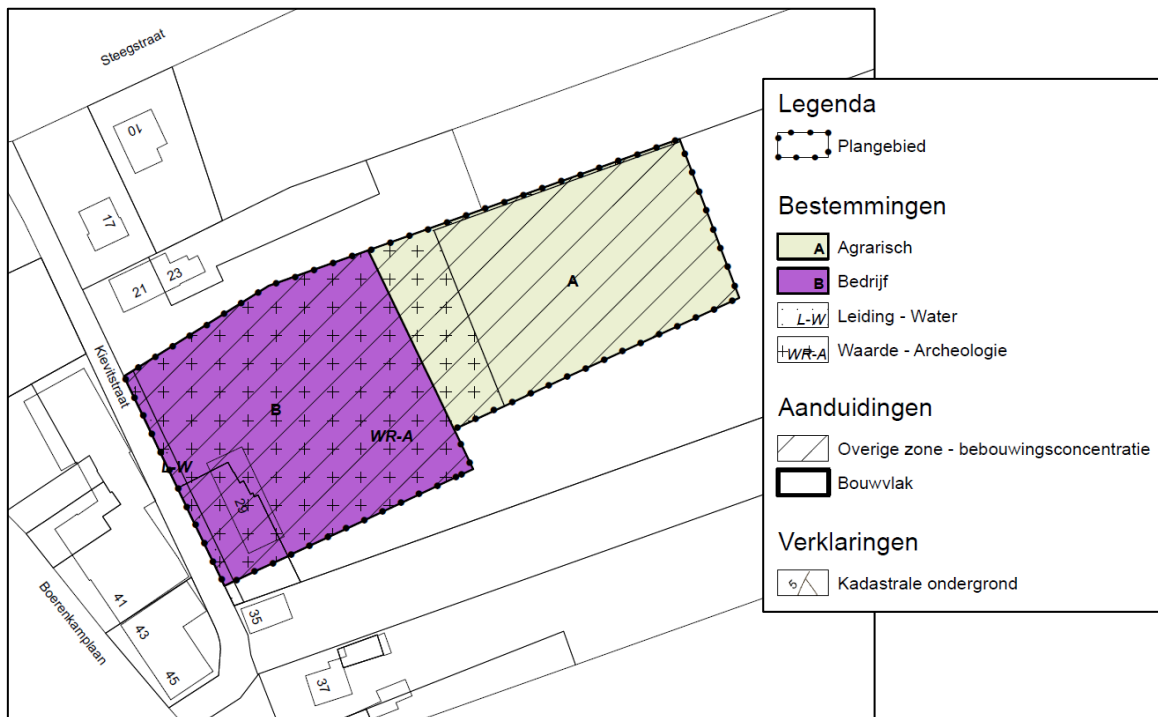 Steegstraat
10
17
23
21
Kievitstraat
A
B
WR-A
L-W
29
35
41
43
45
37
Boerenkamplaan
Legenda
Plangebied
Bestemmingen
A Agrarisch
B Bedrijf
L-W Leiding - Water
WR-A Waarde - Archeologie
Aanduidingen
Overige zone - bebouwingsconcentratie
Bouwvlak
Verklaringen
5 Kadastrale ondergrond